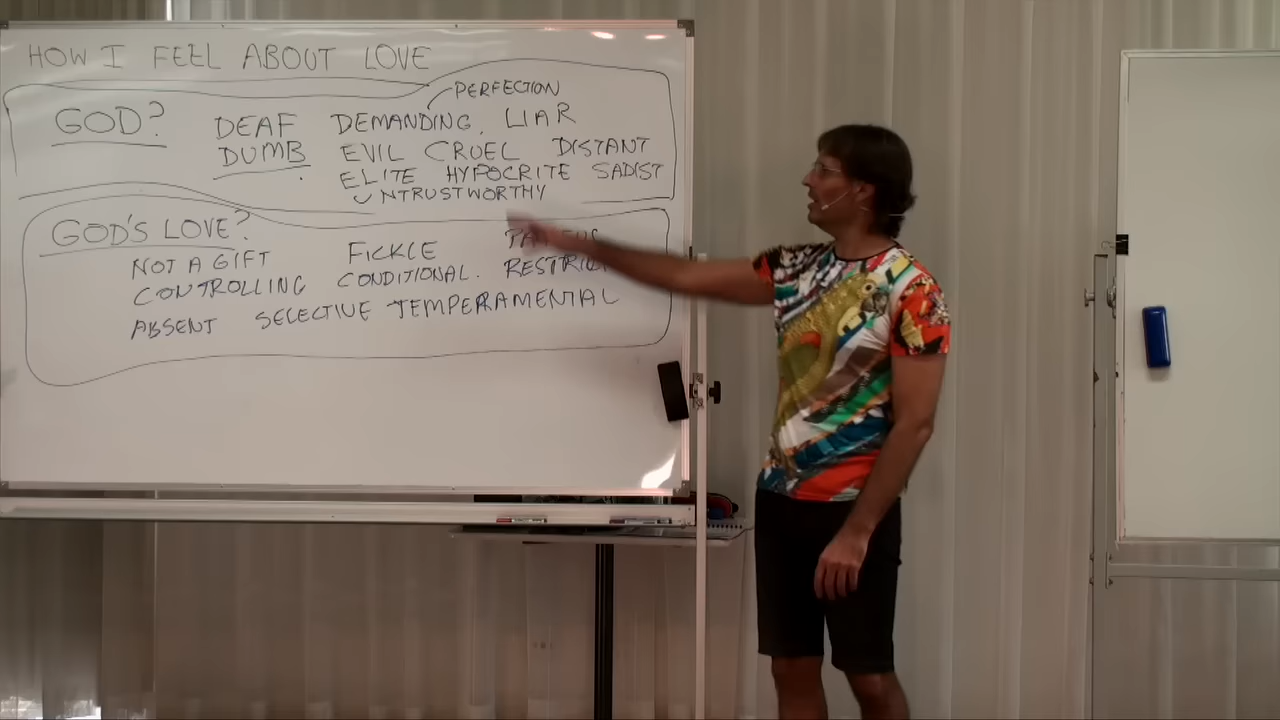 HOW I FEEL ABOUT LOVE
PERFECTION
GOD? DEAF DEMANDING, LIAR
DUMB EVIL CRUEL DISTANT
ELITE HYPOCRITE SADIST
UNTRUSTWORTHY
GOD'S LOVE?
NOT A GIFT FICKLE
CONTROLLING CONDITIONAL.
ABSENT SELECTIVE TEMPERAMENTAL